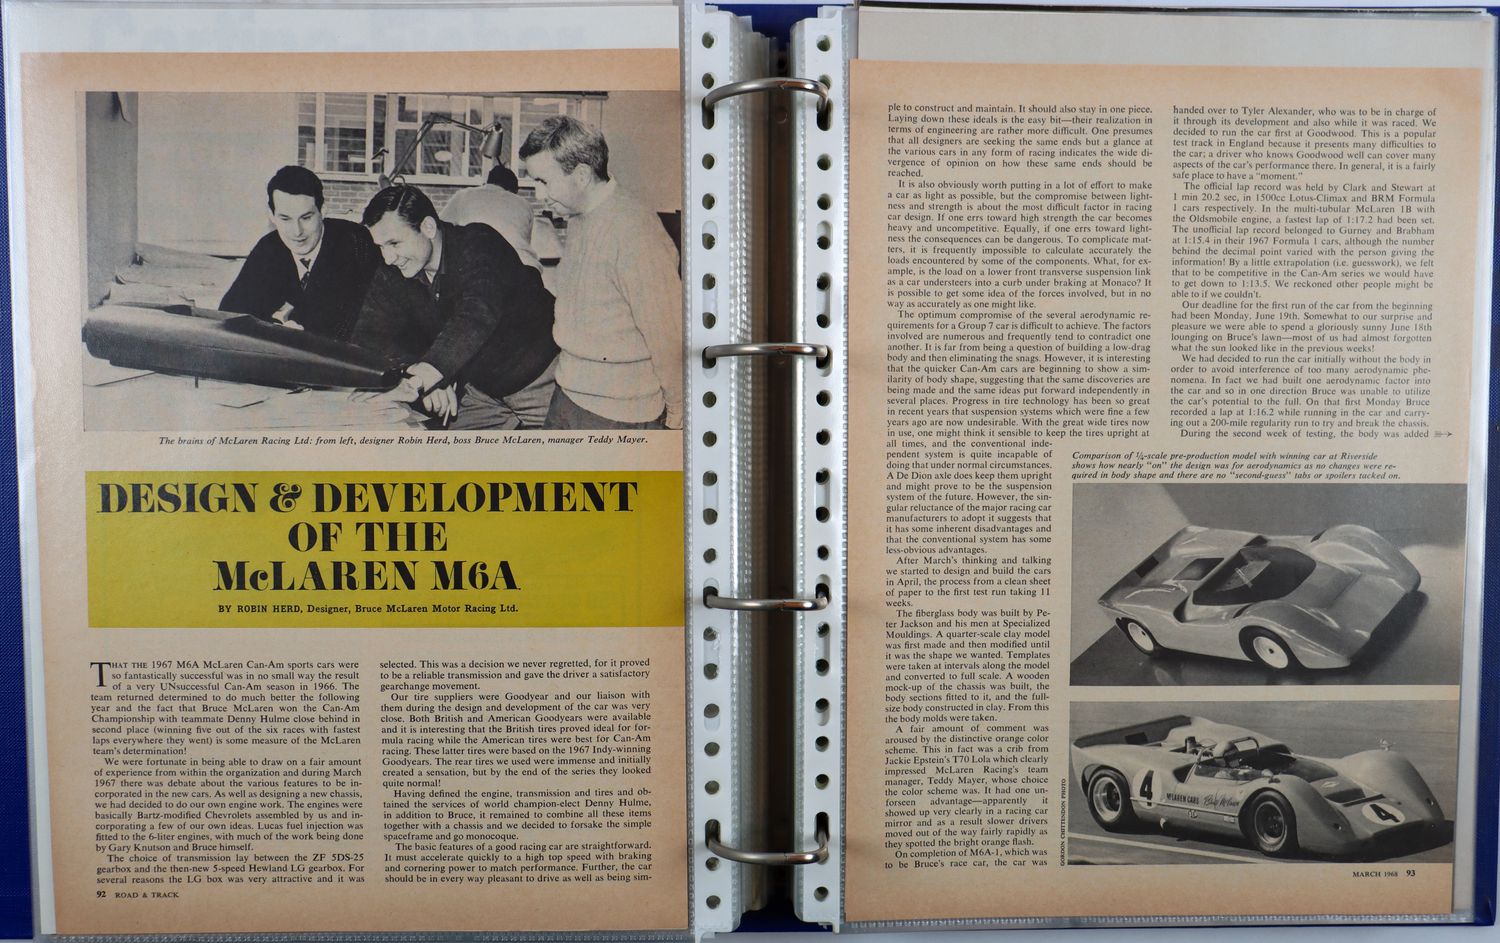 The brains of McLaren Racing Ltd: from left, designer Robin Herd, boss Bruce McLaren, manager Teddy Mayer.
DESIGN & DEVELOPMENT
OF THE
McLAREN M6A
BY ROBIN HERD, Designer, Bruce McLaren Motor Racing Ltd.
THAT THE 1967 M6A McLaren Can-Am sports cars were
so fantastically successful was in no small way the result
of a very UNsuccessful Can-Am season in 1966. The
team returned determined to do much better the following
year and the fact that Bruce McLaren won the Can-Am
Championship with teammate Denny Hulme close behind in
second place (winning five out of the six races with fastest
laps everywhere they went) is some measure of the McLaren
team's determination!
We were fortunate in being able to draw on a fair amount
of experience from within the organization and during March
1967 there was debate about the various features to be in-
corporated in the new cars. As well as designing a new chassis,
we had decided to do our own engine work. The engines were
basically Bartz-modified Chevrolets assembled by us and in-
corporating a few of our own ideas. Lucas fuel injection was
fitted to the 6-liter engines, with much of the work being done
by Gary Knutson and Bruce himself.
The choice of transmission lay between the ZF 5DS-25
gearbox and the then-new 5-speed Hewland LG gearbox. For
several reasons the LG box was very attractive and it was
selected. This was a decision we never regretted, for it proved
to be a reliable transmission and gave the driver a satisfactory
gearchange movement.
Our tire suppliers were Goodyear and our liaison with
them during the design and development of the car was very
close. Both British and American Goodyears were available
and it is interesting that the British tires proved ideal for for-
mula racing while the American tires were best for Can-Am
racing. These latter tires were based on the 1967 Indy-winning
Goodyears. The rear tires we used were immense and initially
created a sensation, but by the end of the series they looked
quite normal!
Having defined the engine, transmission and tires and ob-
tained the services of world champion-elect Denny Hulme,
in addition to Bruce, it remained to combine all these items
together with a chassis and we decided to forsake the simple
spaceframe and go monocoque.
The basic features of a good racing car are straightforward.
It must accelerate quickly to a high top speed with braking
and cornering power to match performance. Further, the car
should be in every way pleasant to drive as well as being sim-
92 ROAD & TRACK
ple to construct and maintain. It should also stay in one piece.
Laying down these ideals is the easy bit—their realization in
terms of engineering are rather more difficult. One presumes
that all designers are seeking the same ends but a glance at
the various cars in any form of racing indicates the wide di-
vergence of opinion on how these same ends should be
reached.
It is also obviously worth putting in a lot of effort to make
a car as light as possible, but the compromise between light-
ness and strength is about the most difficult factor in racing
car design. If one errs toward high strength the car becomes
heavy and uncompetitive. Equally, if one errs toward light-
ness the consequences can be dangerous. To complicate mat-
ters, it is frequently impossible to calculate accurately the
loads encountered by some of the components. What, for ex-
ample, is the load on a lower front transverse suspension link
as a car understeers into a curb under braking at Monaco? It
is possible to get some idea of the forces involved, but in no
way as accurately as one might like.
The optimum compromise of the several aerodynamic re-
quirements for a Group 7 car is difficult to achieve. The factors
involved are numerous and frequently tend to contradict one
another. It is far from being a question of building a low-drag
body and then eliminating the snags. However, it is interesting
that the quicker Can-Am cars are beginning to show a sim-
ilarity of body shape, suggesting that the same discoveries are
being made and the same ideas put forward independently in
several places. Progress in tire technology has been so great
in recent years that suspension systems which were fine a few
years ago are now undesirable. With the great wide tires now
in use, one might think it sensible to keep the tires upright at
all times, and the conventional inde-
pendent system is quite incapable of
doing that under normal circumstances.
A De Dion axle does keep them upright
and might prove to be the suspension
system of the future. However, the sin-
gular reluctance of the major racing car
manufacturers to adopt it suggests that
it has some inherent disadvantages and
that the conventional system has some
less-obvious advantages.
After March's thinking and talking
we started to design and build the cars
in April, the process from a clean sheet
of paper to the first test run taking 11
weeks.
The fiberglass body was built by Pe-
ter Jackson and his men at Specialized
Mouldings. A quarter-scale clay model
was first made and then modified until
it was the shape we wanted. Templates
were taken at intervals along the model
and converted to full scale. A wooden
mock-up of the chassis was built, the
body sections fitted to it, and the full-
size body constructed in clay. From this
the body molds were taken.
A fair amount of comment was
aroused by the distinctive orange color
scheme. This in fact was a crib from
Jackie Epstein's T70 Lola which clearly
impressed McLaren Racing's team
manager, Teddy Mayer, whose choice
the color scheme was. It had one un-
forseen advantage—apparently it
showed up very clearly in a racing car
mirror and as a result slower drivers
moved out of the way fairly rapidly as
they spotted the bright orange flash.
On completion of M6A-1, which was
to be Bruce's race car, the car was
handed over to Tyler Alexander, who was to be in charge of
it through its development and also while it was raced. We
decided to run the car first at Goodwood. This is a popular
test track in England because it presents many difficulties to
the car; a driver who knows Goodwood well can cover many
aspects of the car's performance there. In general, it is a fairly
safe place to have a "moment."
The official lap record was held by Clark and Stewart at
1 min 20.2 sec, in 1500cc Lotus-Climax and BRM Formula
1 cars respectively. In the multi-tubular McLaren 1B with
the Oldsmobile engine, a fastest lap of 1:17.2 had been set.
The unofficial lap record belonged to Gurney and Brabham
at 1:15.4 in their 1967 Formula 1 cars, although the number
behind the decimal point varied with the person giving the
information! By a little extrapolation (i.e. guesswork), we felt
that to be competitive in the Can-Am series we would have
to get down to 1:13.5. We reckoned other people might be
able to if we couldn't.
Our deadline for the first run of the car from the beginning
had been Monday, June 19th. Somewhat to our surprise and
pleasure we were able to spend a gloriously sunny June 18th
lounging on Bruce's lawn—most of us had almost forgotten
what the sun looked like in the previous weeks!
We had decided to run the car initially without the body in
order to avoid interference of too many aerodynamic phe-
nomena. In fact we had built one aerodynamic factor into
the car and so in one direction Bruce was unable to utilize
the car's potential to the full. On that first Monday Bruce
recorded a lap at 1:16.2 while running in the car and carry-
ing out a 200-mile regularity run to try and break the chassis.
During the second week of testing, the body was added
Comparison of ¼-scale pre-production model with winning car at Riverside
shows how nearly "on" the design was for aerodynamics as no changes were re-
quired in body shape and there are no "second-guess" tabs or spoilers tacked on.
4
McLAREN CARS
4
GORDON CHITTENDON PHOTO
MARCH 1968 93